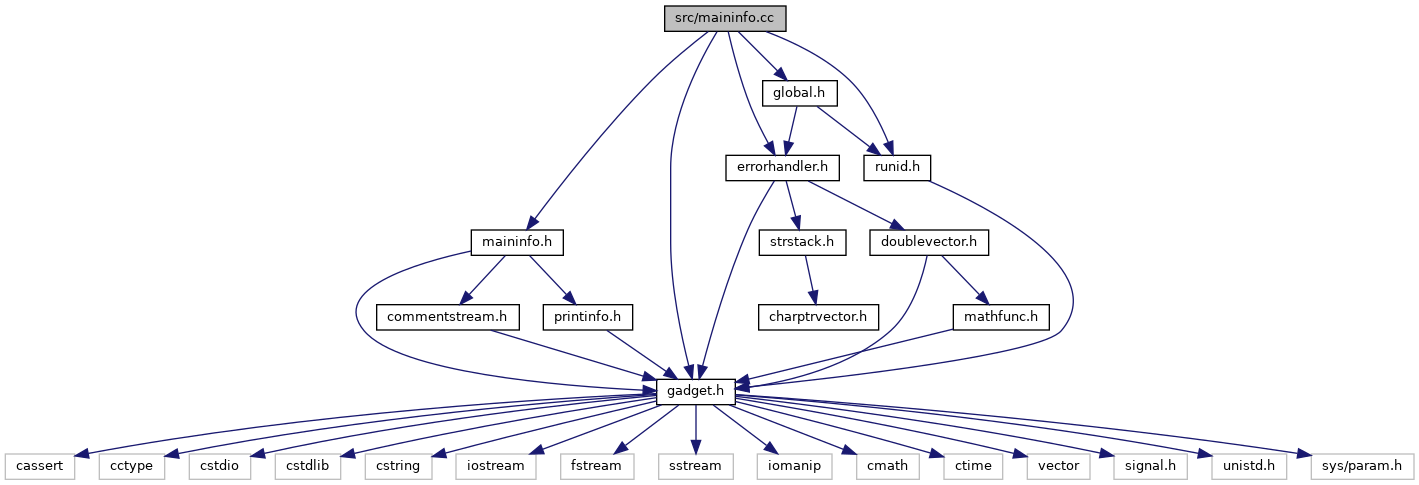 src/maininfo.cc
global.h
errorhandler.h
runid.h
maininfo.h
strstack.h
doublevector.h
commentstream.h
printinfo.h
charptrvector.h
mathfunc.h
gadget.h
cassert
cctype
cstdio
cstdlib
cstring
iostream
fstream
sstream
iomanip
cmath
ctime
vector
signal.h
unistd.h
sys/param.h